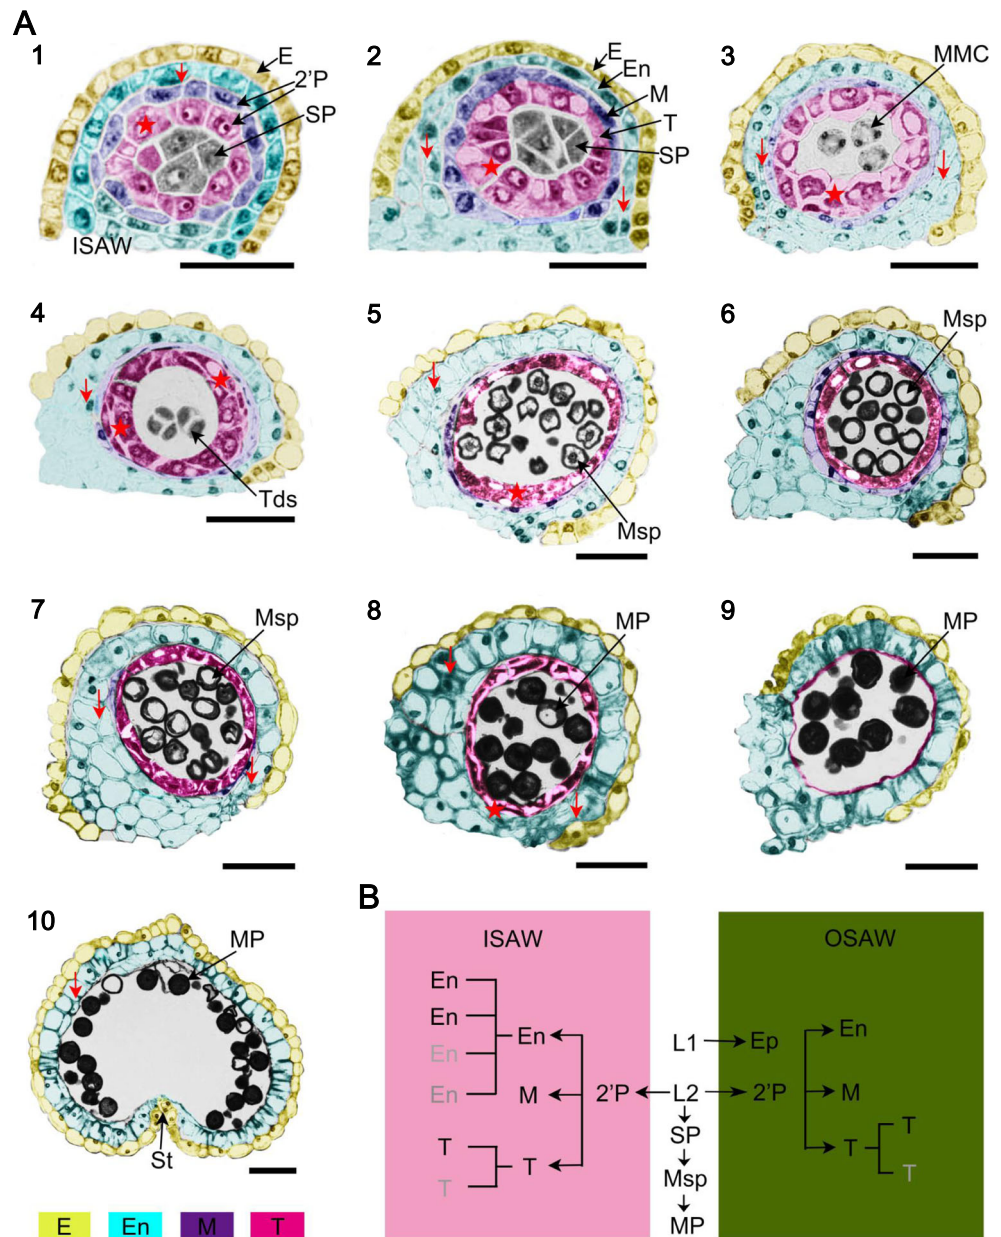 A
1
E
2'P
SP
ISAW
2
E
En
M
T
SP
3
MMC
4
Tds
5
Msp
6
Msp
7
Msp
8
MP
9
MP
10
MP
St
E En M T
B
ISAW
OSAW
En
En
En
En
En
M
T
T
T
2'P
L1
L2
SP
Msp
MP
Ep
2'P
En
M
T
T
T